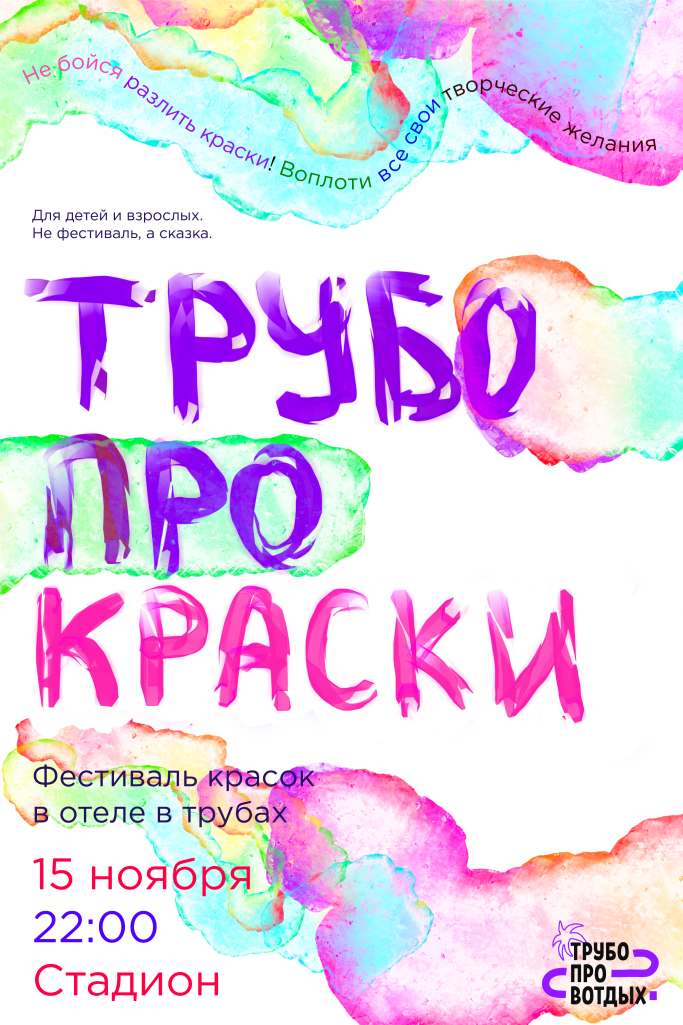 Не бойся разлить краски! Воплоти все свои творческие желания
Для детей и взрослых.
Не фестиваль, а сказка.
ТРУБО
ПРО
КРАСКИ
Фестиваль красок
в отеле в трубах
15 ноября
22:00
Стадион
ТРУБО
ПРО
ВОТДЫХ